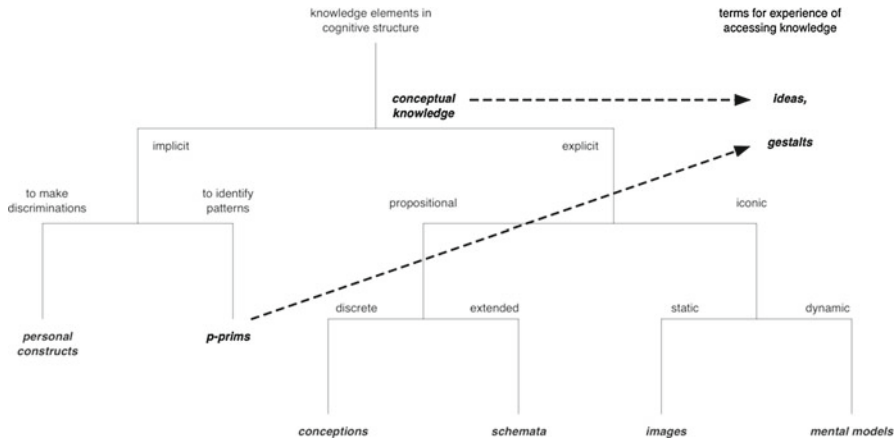 knowledge elements in
cognitive structure
terms for experience of
accessing knowledge
conceptual
knowledge
ideas,
gestalts
implicit
explicit
to make
discriminations
to identify
patterns
propositional
iconic
discrete
extended
static
dynamic
personal
constructs
p-prims
conceptions
schemata
images
mental models